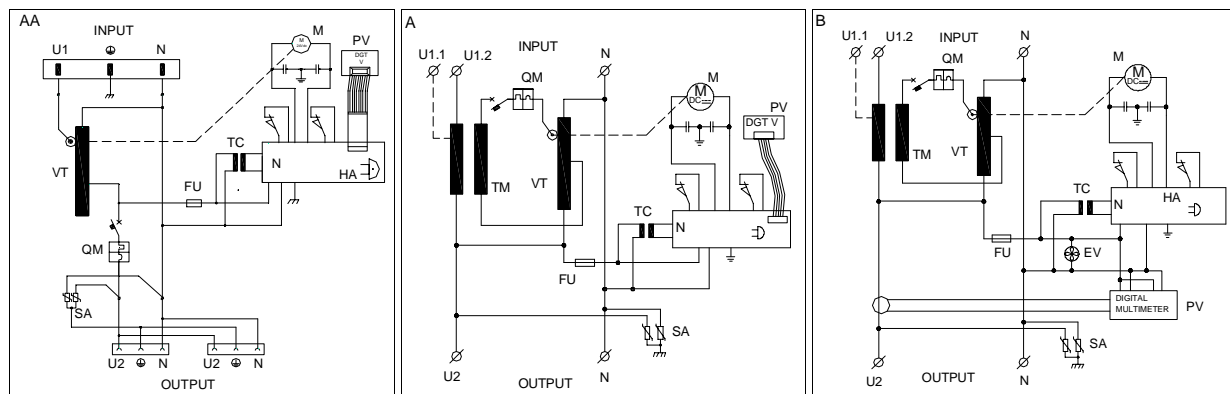 AA
INPUT
U1
N
M
M
24Vdc
PV
DGT
V
VT
TC
N
HA
FU
QM
SA
U2
N
U2
N
OUTPUT
A
U1.1
U1.2
INPUT
N
QM
M
M
DC
PV
DGT V
TM
VT
TC
N
FU
SA
U2
OUTPUT
N
B
U1.1
U1.2
INPUT
N
QM
M
M
DC
TM
VT
TC
N
HA
FU
EV
DIGITAL
MULTIMETER
PV
SA
U2
OUTPUT
N